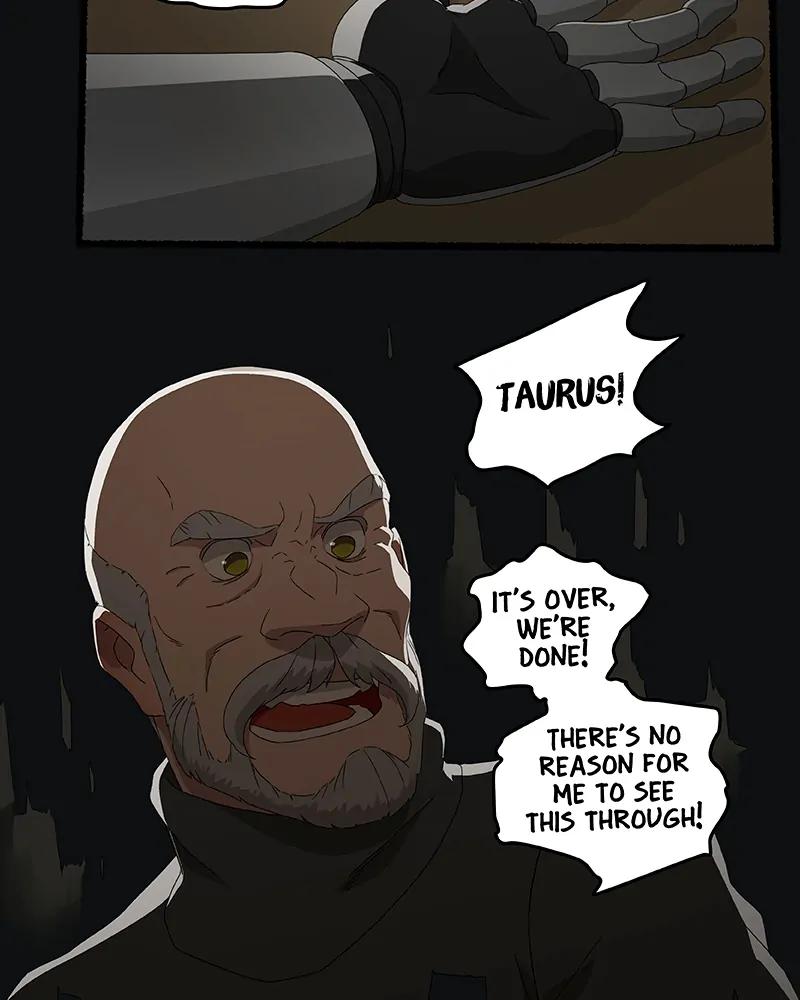 TAURUS!
IT'S OVER,
WE'RE
DONE!
THERE'S NO
REASON FOR
ME TO SEE
THIS THROUGH!